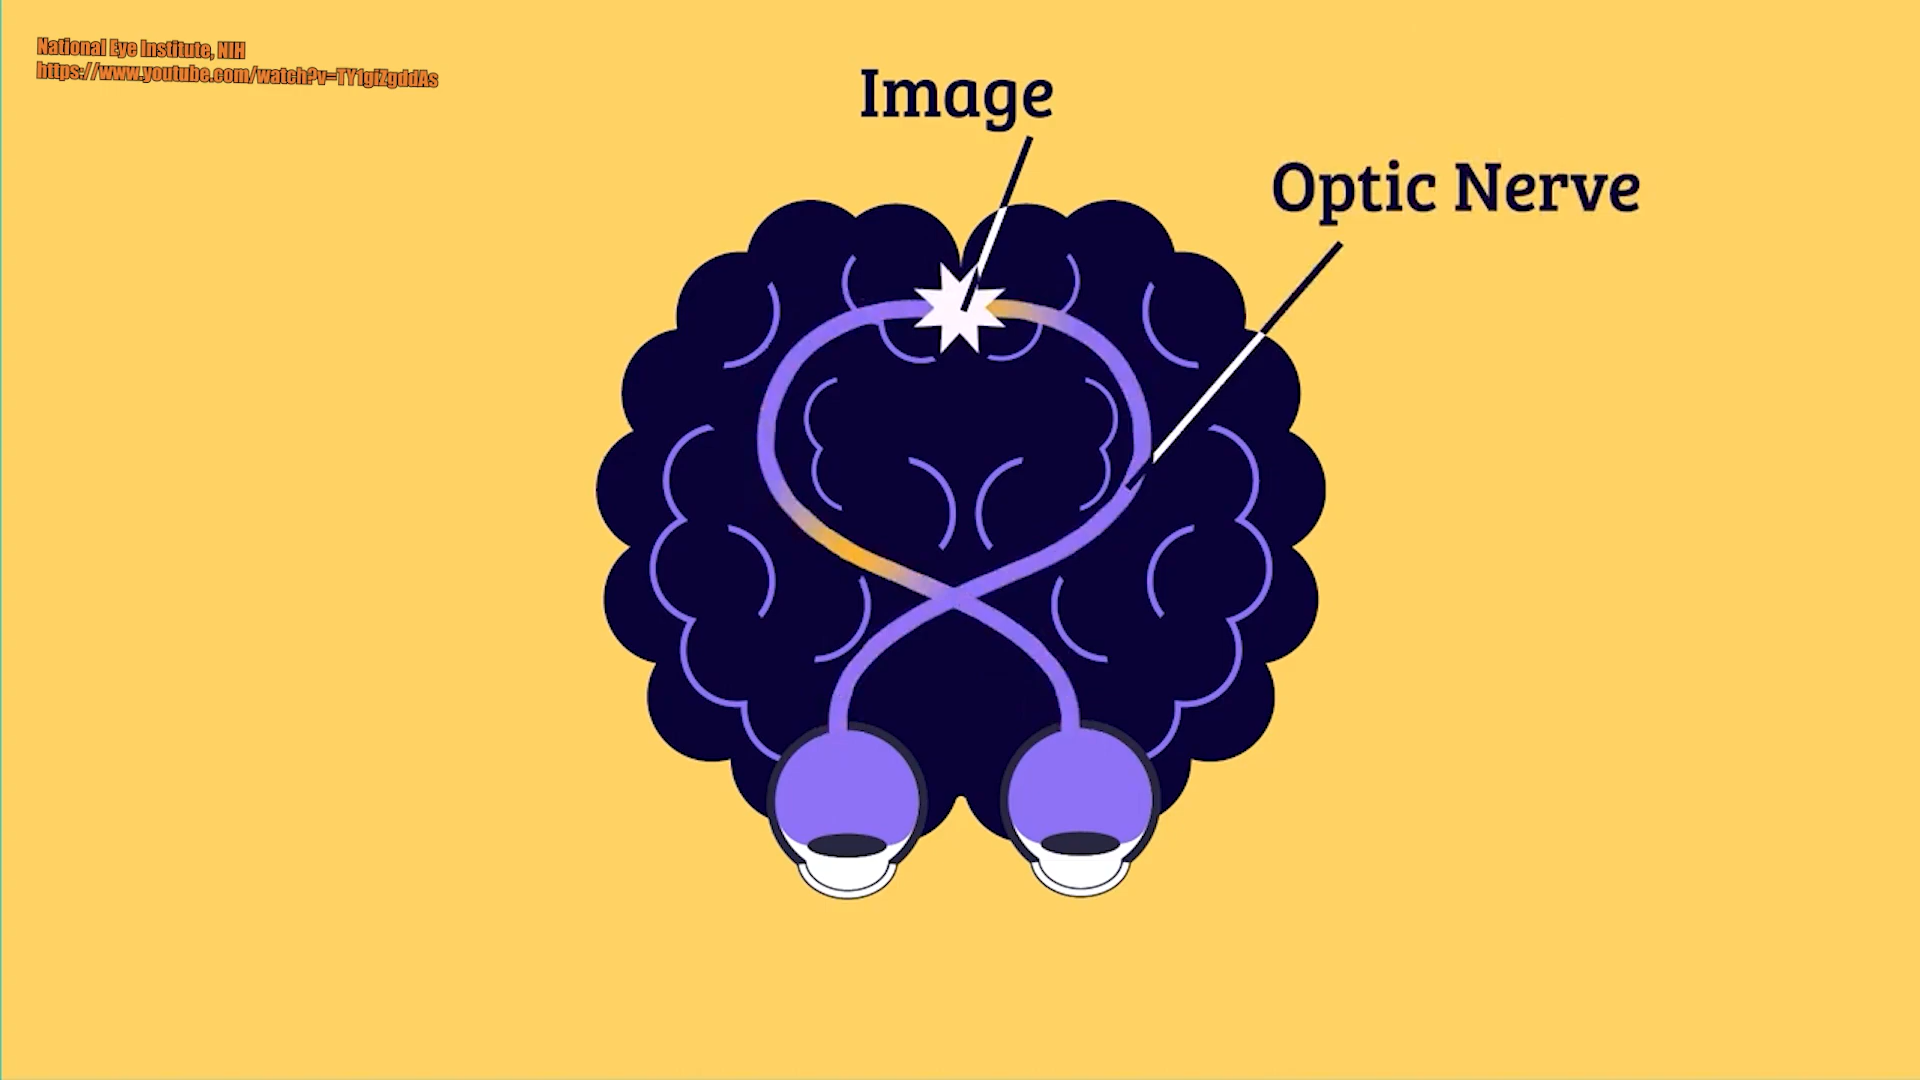 National Eye Institute, NIH
https://www.youtube.com/watch?v=TY1giZgddAs
Image
Optic Nerve